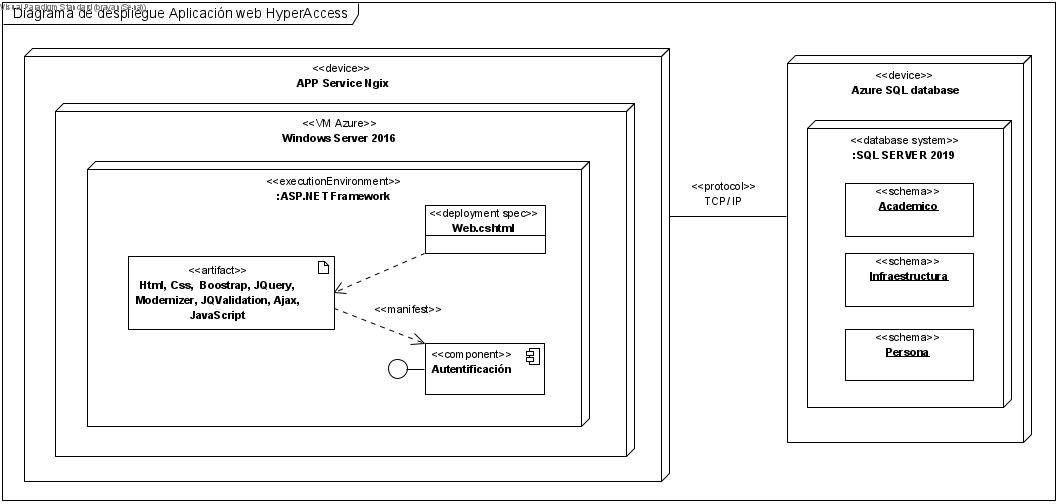 Visual Paradigm Standard(brayan(Sena))
Diagrama de despliegue Aplicación web HyperAccess
<<device>>
APP Service Ngix
<<VM Azure>>
Windows Server 2016
<<executionEnvironment>>
:ASP.NET Framework
<<deployment spec>>
Web.cshtml
<<artifact>>
Html, Css, Boostrap, JQuery,
Modernizer, JQValidation, Ajax,
JavaScript
<<manifest>>
<<component>>
Autentificación
<<protocol>>
TCP/IP
<<device>>
Azure SQL database
<<database system>>
:SQL SERVER 2019
<<schema>>
Academico
<<schema>>
Infraestructura
<<schema>>
Persona